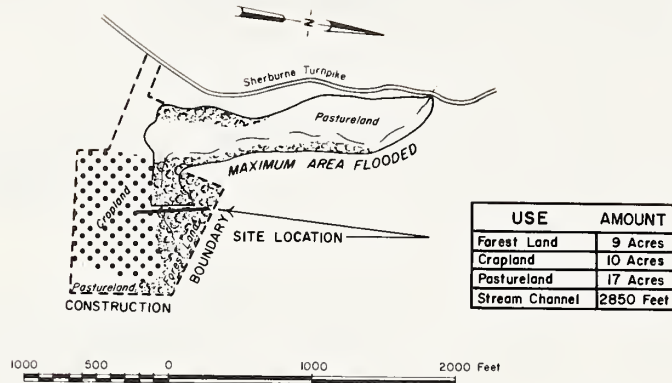 N
Sherburne Turnpike
Pastureland
MAXIMUM AREA FLOODED
Cropland
Forest Land
BOUNDARY
SITE LOCATION
Pastureland
CONSTRUCTION
USE AMOUNT
Forest Land 9 Acres
Cropland 10 Acres
Pastureland 17 Acres
Stream Channel 2850 Feet
1000 500 0 1000 2000 Feet